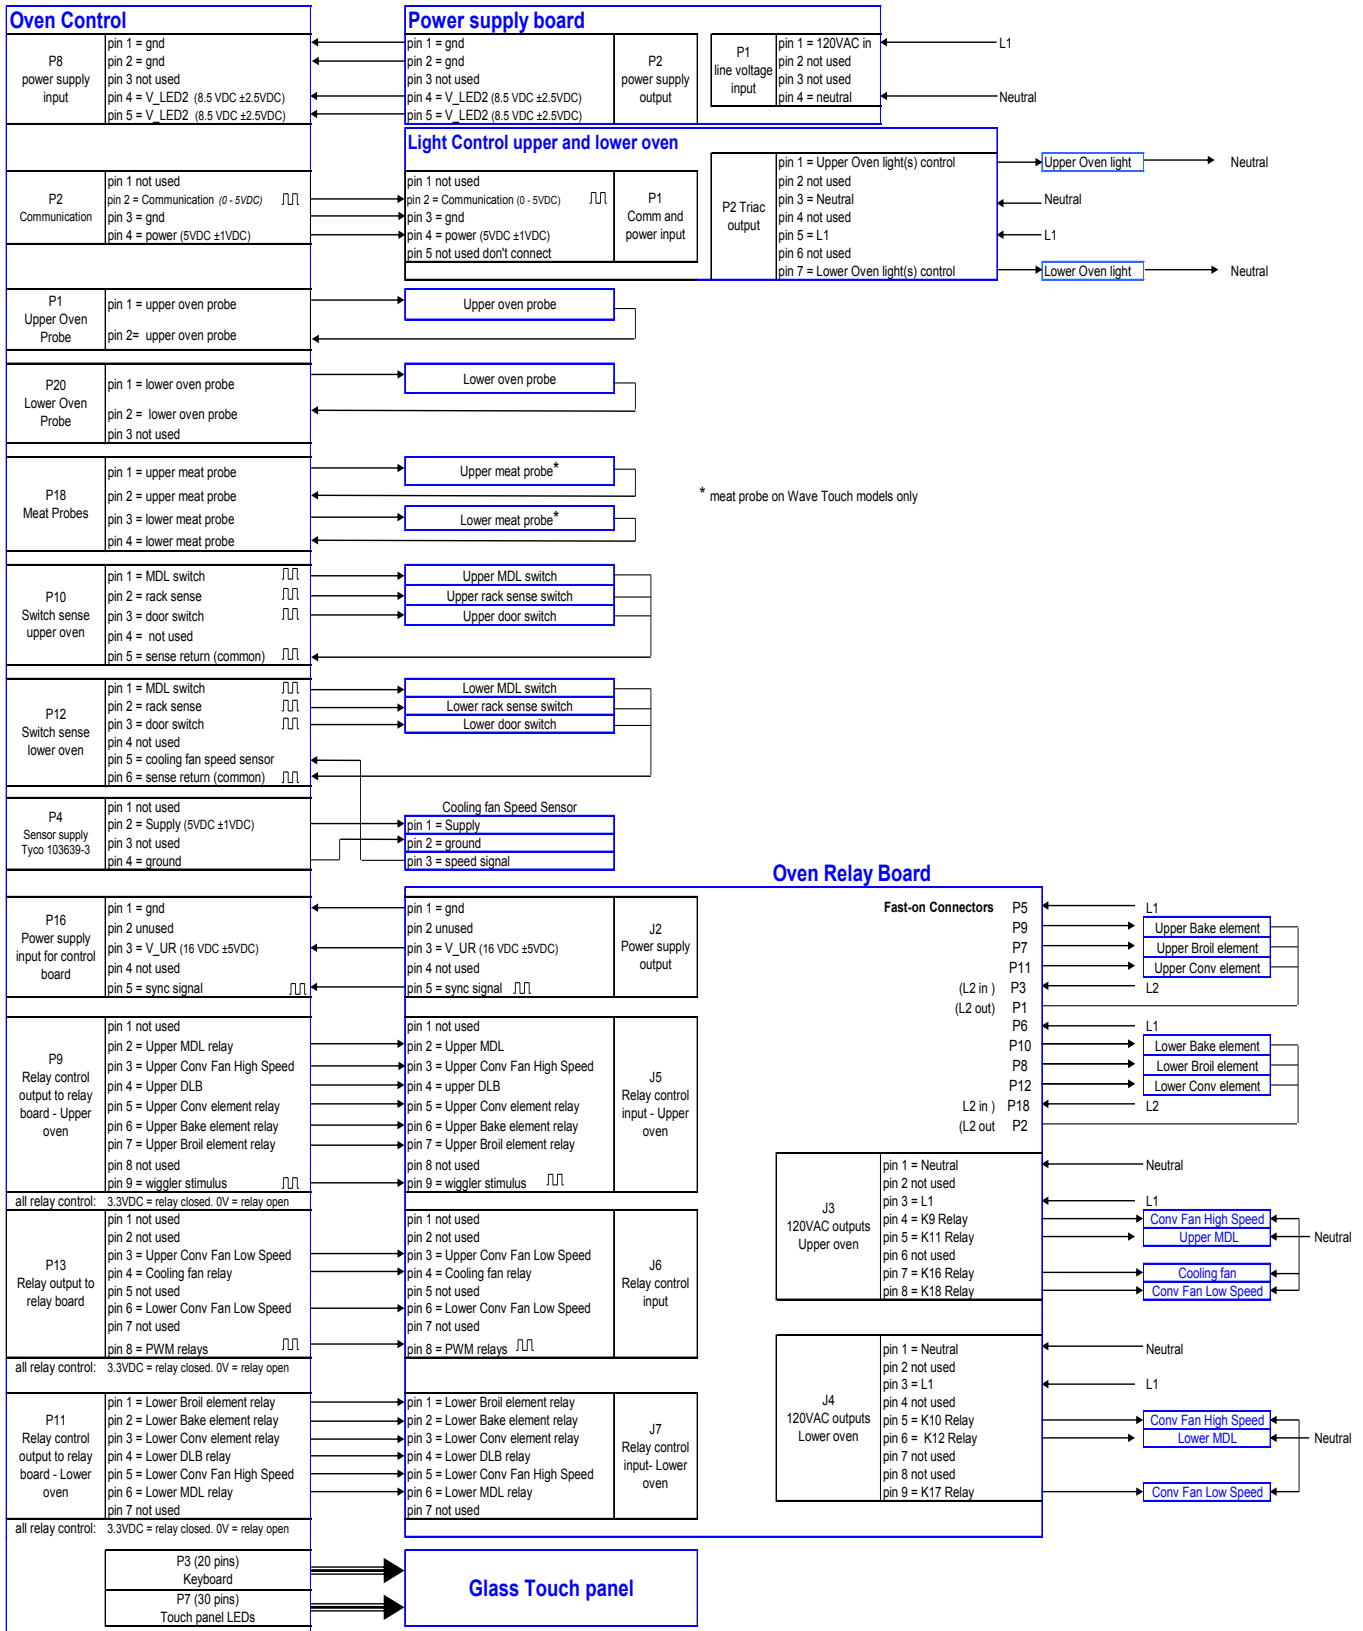 Oven Control
P8
power supply
input
pin 1 = gnd
pin 2 = gnd
pin 3 not used
pin 4 = V_LED2 (8.5 VDC ±2.5VDC)
pin 5 = V_LED2 (8.5 VDC ±2.5VDC)
Power supply board
pin 1 = gnd
pin 2 = gnd
pin 3 not used
pin 4 = V_LED2 (8.5 VDC ±2.5VDC)
pin 5 = V_LED2 (8.5 VDC ±2.5VDC)
P2
power supply
output
P1
line voltage
input
pin 1 = 120VAC in
pin 2 not used
pin 3 not used
pin 4 = neutral
L1
Neutral
Light Control upper and lower oven
P2
Communication
pin 1 not used
pin 2 = Communication (0 - 5VDC)
pin 3 = gnd
pin 4 = power (5VDC ±1VDC)
pin 1 not used
pin 2 = Communication (0 - 5VDC)
pin 3 = gnd
pin 4 = power (5VDC ±1VDC)
pin 5 not used don't connect
P1
Comm and
power input
P2 Triac
output
pin 1 = Upper Oven light(s) control
pin 2 not used
pin 3 = Neutral
pin 4 not used
pin 5 = L1
pin 6 not used
pin 7 = Lower Oven light(s) control
Upper Oven light
Neutral
Neutral
L1
Lower Oven light
Neutral
P1
Upper Oven
Probe
pin 1 = upper oven probe
pin 2= upper oven probe
Upper oven probe
P20
Lower Oven
Probe
pin 1 = lower oven probe
pin 2 = lower oven probe
pin 3 not used
Lower oven probe
P18
Meat Probes
pin 1 = upper meat probe
pin 2 = upper meat probe
pin 3 = lower meat probe
pin 4 = lower meat probe
Upper meat probe*
Lower meat probe*
* meat probe on Wave Touch models only
P10
Switch sense
upper oven
pin 1 = MDL switch
pin 2 = rack sense
pin 3 = door switch
pin 4 = not used
pin 5 = sense return (common)
Upper MDL switch
Upper rack sense switch
Upper door switch
P12
Switch sense
lower oven
pin 1 = MDL switch
pin 2 = rack sense
pin 3 = door switch
pin 4 not used
pin 5 = cooling fan speed sensor
pin 6 = sense return (common)
Lower MDL switch
Lower rack sense switch
Lower door switch
P4
Sensor supply
Tyco 103639-3
pin 1 not used
pin 2 = Supply (5VDC ±1VDC)
pin 3 not used
pin 4 = ground
Cooling fan Speed Sensor
pin 1 = Supply
pin 2 = ground
pin 3 = speed signal
Oven Relay Board
P16
Power supply
input for control
board
pin 1 = gnd
pin 2 unused
pin 3 = V_UR (16 VDC ±5VDC)
pin 4 not used
pin 5 = sync signal
pin 1 = gnd
pin 2 unused
pin 3 = V_UR (16 VDC ±5VDC)
pin 4 not used
pin 5 = sync signal
J2
Power supply
output
Fast-on Connectors P5
P9
P7
P11
(L2 in ) P3
(L2 out) P1
P6
P10
P8
P12
L2 in ) P18
(L2 out P2
L1
Upper Bake element
Upper Broil element
Upper Conv element
L2
L1
Lower Bake element
Lower Broil element
Lower Conv element
L2
P9
Relay control
output to relay
board - Upper
oven
pin 1 not used
pin 2 = Upper MDL relay
pin 3 = Upper Conv Fan High Speed
pin 4 = Upper DLB
pin 5 = Upper Conv element relay
pin 6 = Upper Bake element relay
pin 7 = Upper Broil element relay
pin 8 not used
pin 9 = wiggler stimulus
pin 1 not used
pin 2 = Upper MDL
pin 3 = Upper Conv Fan High Speed
pin 4 = upper DLB
pin 5 = Upper Conv element relay
pin 6 = Upper Bake element relay
pin 7 = Upper Broil element relay
pin 8 not used
pin 9 = wiggler stimulus
J5
Relay control
input - Upper
oven
all relay control: 3.3VDC = relay closed. 0V = relay open
P13
Relay output to
relay board
pin 1 not used
pin 2 not used
pin 3 = Upper Conv Fan Low Speed
pin 4 = Cooling fan relay
pin 5 not used
pin 6 = Lower Conv Fan Low Speed
pin 7 not used
pin 8 = PWM relays
pin 1 not used
pin 2 not used
pin 3 = Upper Conv Fan Low Speed
pin 4 = Cooling fan relay
pin 5 not used
pin 6 = Lower Conv Fan Low Speed
pin 7 not used
pin 8 = PWM relays
J6
Relay control
input
J3
120VAC outputs
Upper oven
pin 1 = Neutral
pin 2 not used
pin 3 = L1
pin 4 = K9 Relay
pin 5 = K11 Relay
pin 6 not used
pin 7 = K16 Relay
pin 8 = K18 Relay
Neutral
L1
Conv Fan High Speed
Upper MDL
Cooling fan
Conv Fan Low Speed
Neutral
all relay control: 3.3VDC = relay closed. 0V = relay open
P11
Relay control
output to relay
board - Lower
oven
pin 1 = Lower Broil element relay
pin 2 = Lower Bake element relay
pin 3 = Lower Conv element relay
pin 4 = Lower DLB relay
pin 5 = Lower Conv Fan High Speed
pin 6 = Lower MDL relay
pin 7 not used
pin 1 = Lower Broil element relay
pin 2 = Lower Bake element relay
pin 3 = Lower Conv element relay
pin 4 = Lower DLB relay
pin 5 = Lower Conv Fan High Speed
pin 6 = Lower MDL relay
pin 7 not used
J7
Relay control
input- Lower
oven
J4
120VAC outputs
Lower oven
pin 1 = Neutral
pin 2 not used
pin 3 = L1
pin 4 not used
pin 5 = K10 Relay
pin 6 = K12 Relay
pin 7 not used
pin 8 not used
pin 9 = K17 Relay
Neutral
L1
Conv Fan High Speed
Lower MDL
Conv Fan Low Speed
Neutral
all relay control: 3.3VDC = relay closed. 0V = relay open
P3 (20 pins)
Keyboard
P7 (30 pins)
Touch panel LEDs
Glass Touch panel